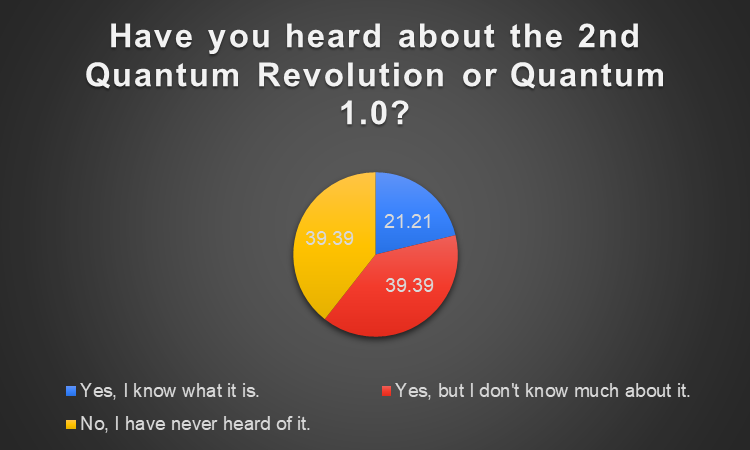 Have you heard about the 2nd
Quantum Revolution or Quantum
1.0?
21.21
39.39
39.39
Yes, I know what it is.
Yes, but I don't know much about it.
No, I have never heard of it.